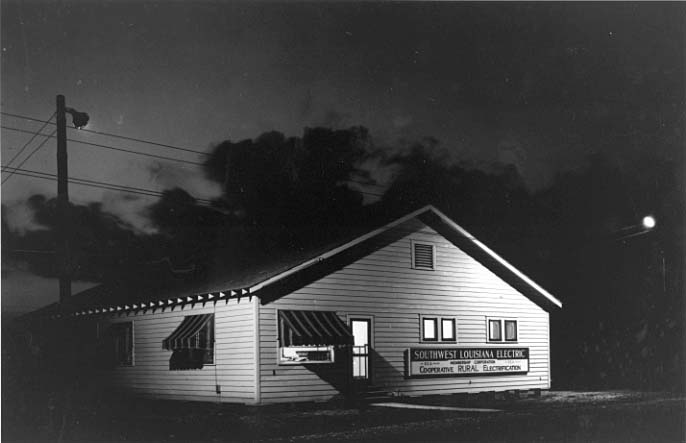 SOUTHWEST LOUISIANA ELECTRIC
MEMBERSHIP CORPORATION
COOPERATIVE RURAL ELECTRIFICATION